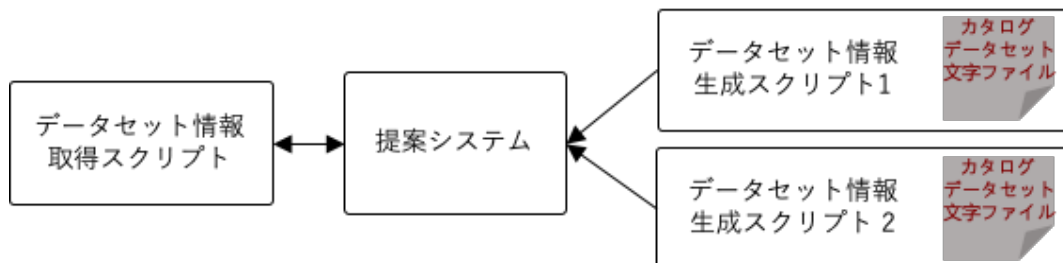 データセット情報
取得スクリプト
提案システム
データセット情報
生成スクリプト1
カタログ
データセット
文字ファイル
データセット情報
生成スクリプト 2
カタログ
データセット
文字ファイル